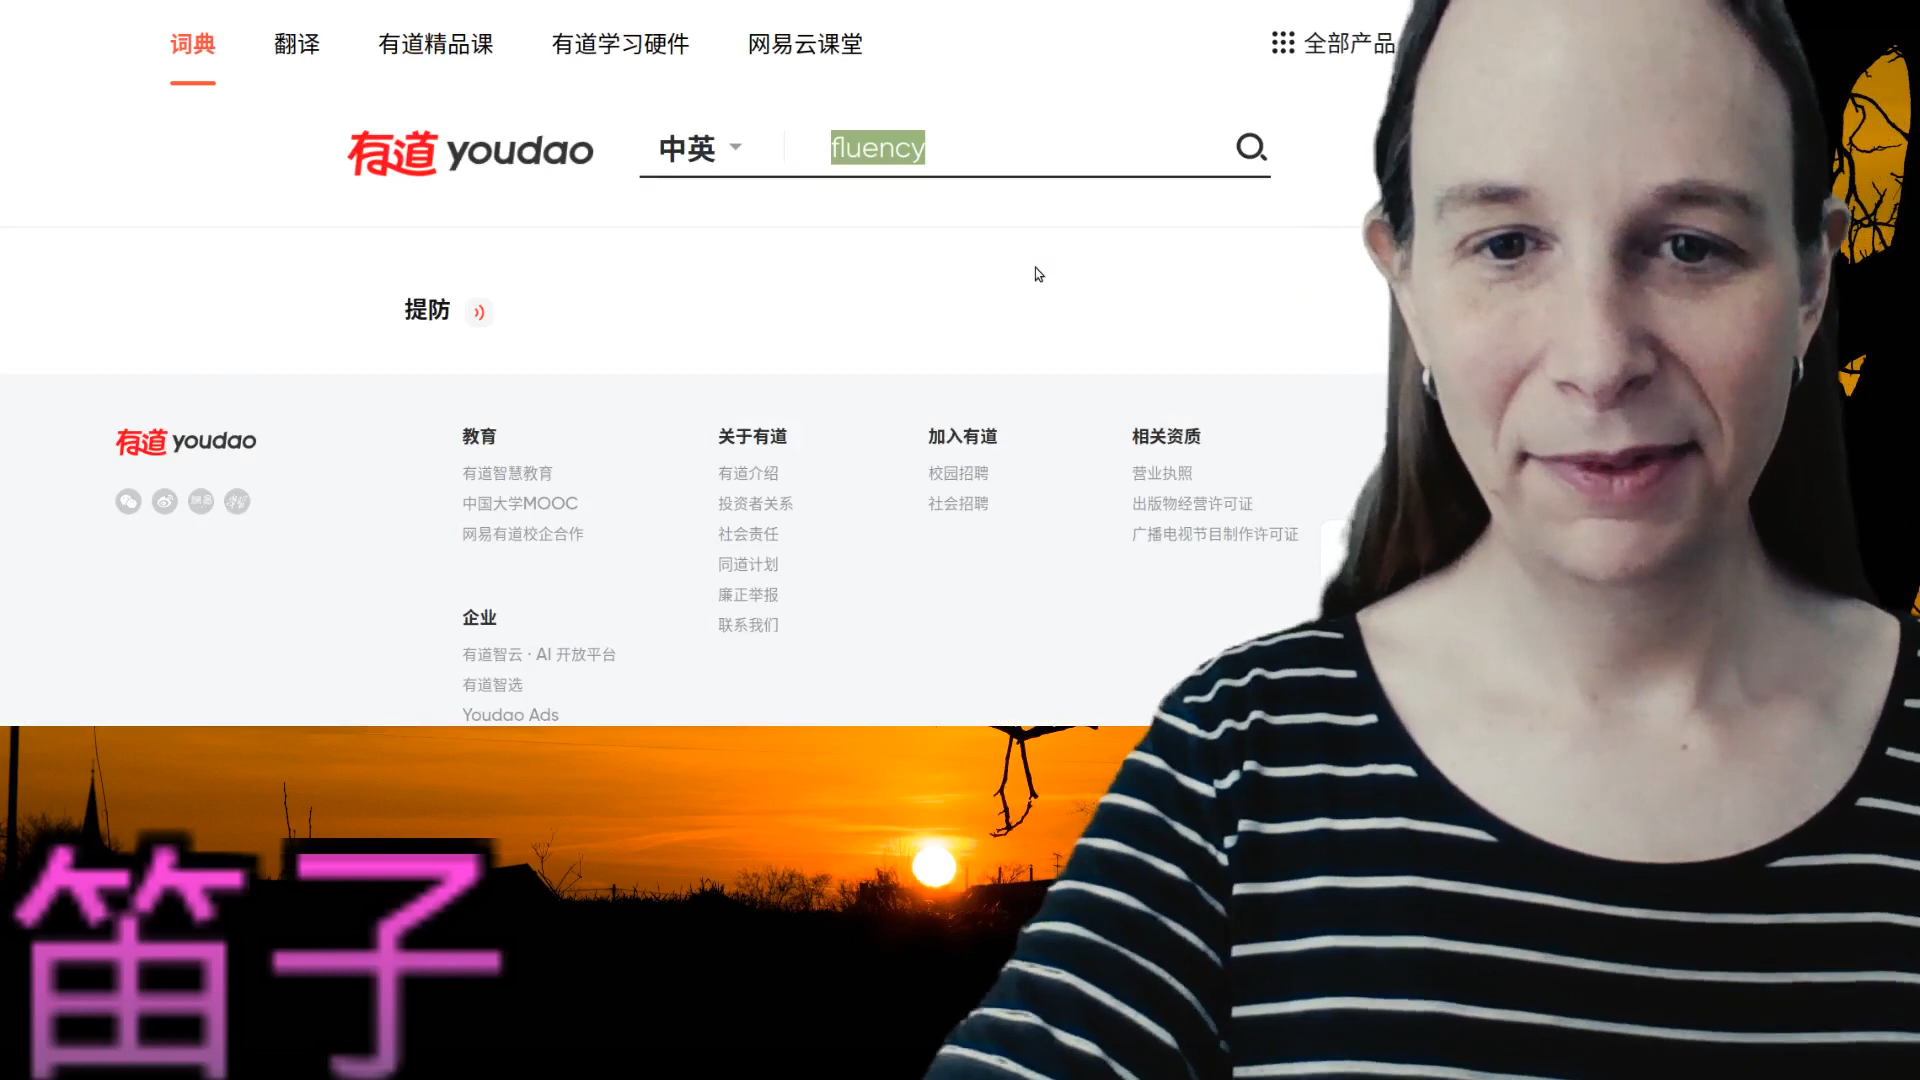 词典 翻译 有道精品课 有道学习硬件 网易云课堂 全部产品
有道 youdao 中英 fluency
提防
有道 youdao
教育
有道智慧教育
中国大学MOOC
网易有道校企合作
企业
有道智云 · AI 开放平台
有道智选
Youdao Ads
关于有道
有道介绍
投资者关系
社会责任
同道计划
廉正举报
联系我们
加入有道
校园招聘
社会招聘
相关资质
营业执照
出版物经营许可证
广播电视节目制作许可证
笛子